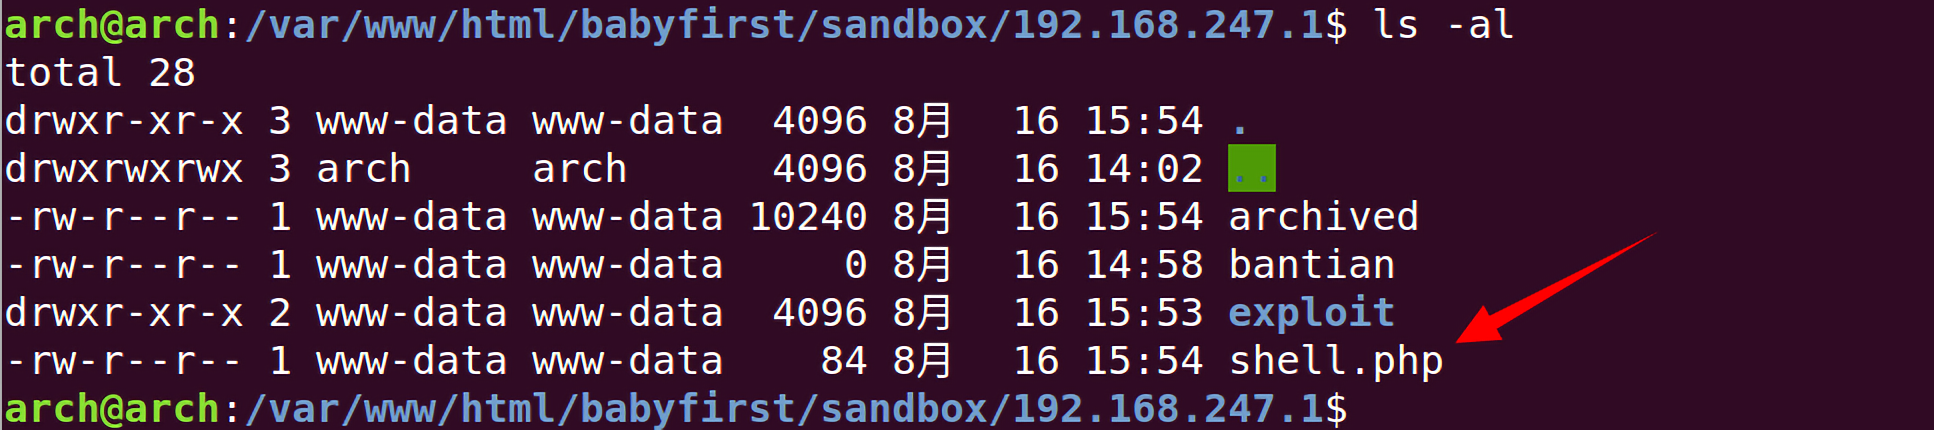 arch@arch:/var/www/html/babyfirst/sandbox/192.168.247.1$ ls -al
total 28
drwxr-xr-x 3 www-data www-data  4096 8月   16 15:54 .
drwxrwxrwx 3 arch     arch      4096 8月   16 14:02 ..
-rw-r--r-- 1 www-data www-data 10240 8月   16 15:54 archived
-rw-r--r-- 1 www-data www-data     0 8月   16 14:58 bantian
drwxr-xr-x 2 www-data www-data  4096 8月   16 15:53 exploit
-rw-r--r-- 1 www-data www-data    84 8月   16 15:54 shell.php
arch@arch:/var/www/html/babyfirst/sandbox/192.168.247.1$